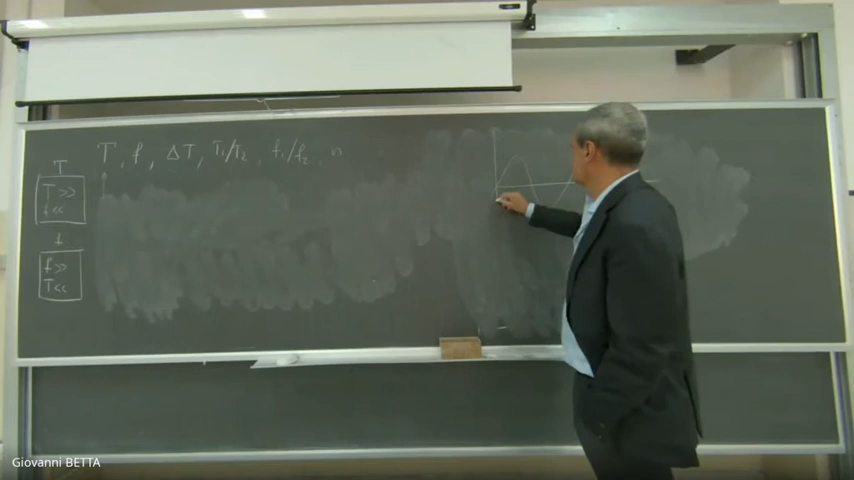 T, f, ΔT, T1/T2, f1/f2, n
T
T >>
f <<
f
f >>
T <<
Giovanni BETTA